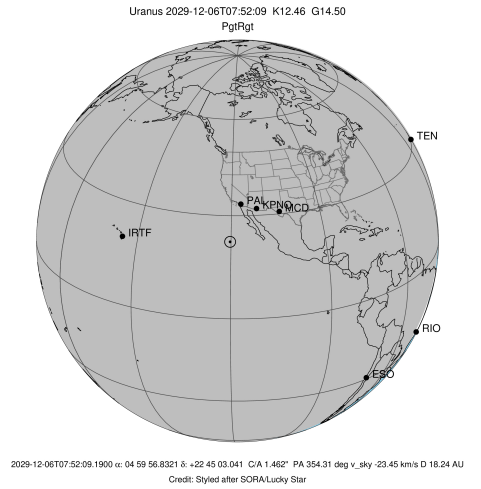 Uranus 2029-12-06T07:52:09 K12.46 G14.50
PgtRgt
TEN
PAL
KPNO
MCD
IRTF
RIO
ESO
2029-12-06T07:52:09.1900 α: 04 59 56.8321 δ: +22 45 03.041 C/A 1.462" PA 354.31 deg v_sky -23.45 km/s D 18.24 AU
Credit: Styled after SORA/Lucky Star